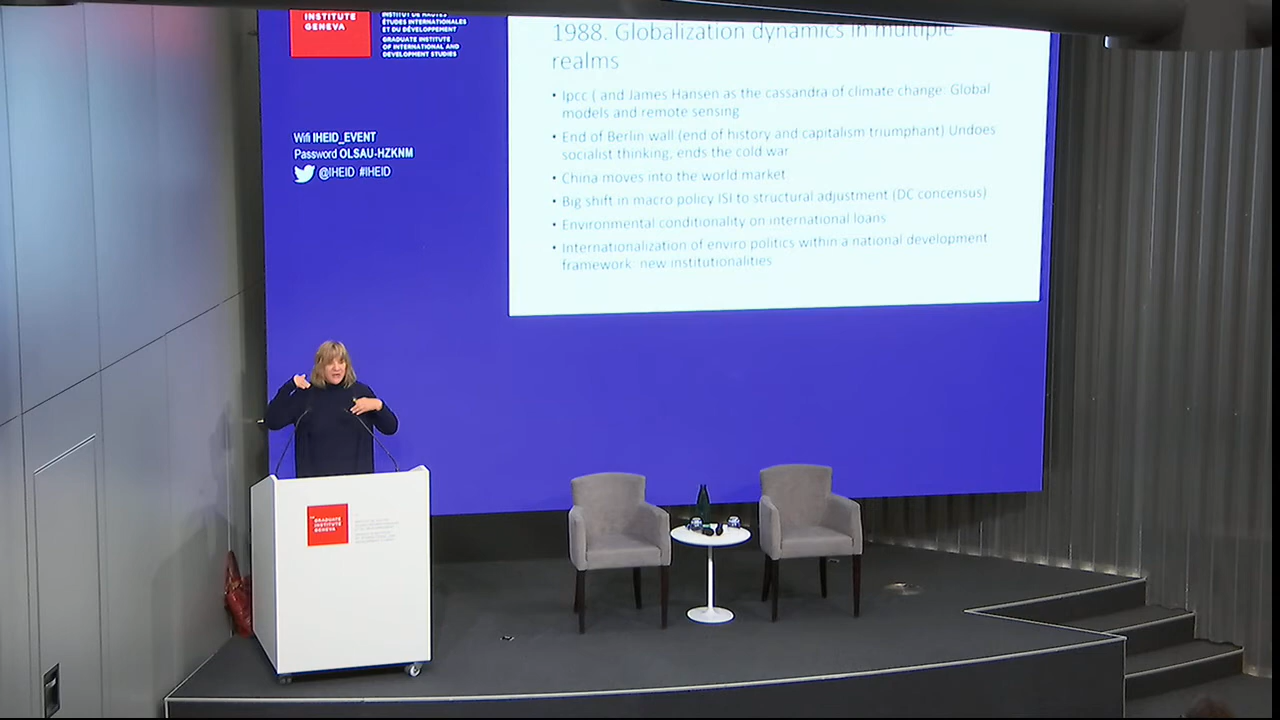 INSTITUTE
GENEVA
INSTITUT DE HAUTES
ÉTUDES INTERNATIONALES
ET DU DÉVELOPPEMENT
GRADUATE INSTITUTE
OF INTERNATIONAL AND
DEVELOPMENT STUDIES
Wifi IHEID_EVENT
Password OLSAU-HZKNM
@IHEID #IHEID
1988. Globalization dynamics in multiple
realms
• Ipcc ( and James Hansen as the cassandra of climate change. Global
models and remote sensing
• End of Berlin wall (end of history and capitalism triumphant) Undoes
socialist thinking, ends the cold war
• China moves into the world market
• Big shift in macro policy ISI to structural adjustment (DC concensus)
• Environmental conditionality on international loans
• Internationalization of enviro politics within a national development
framework: new institutionalities
GRADUATE
INSTITUTE
GENEVA